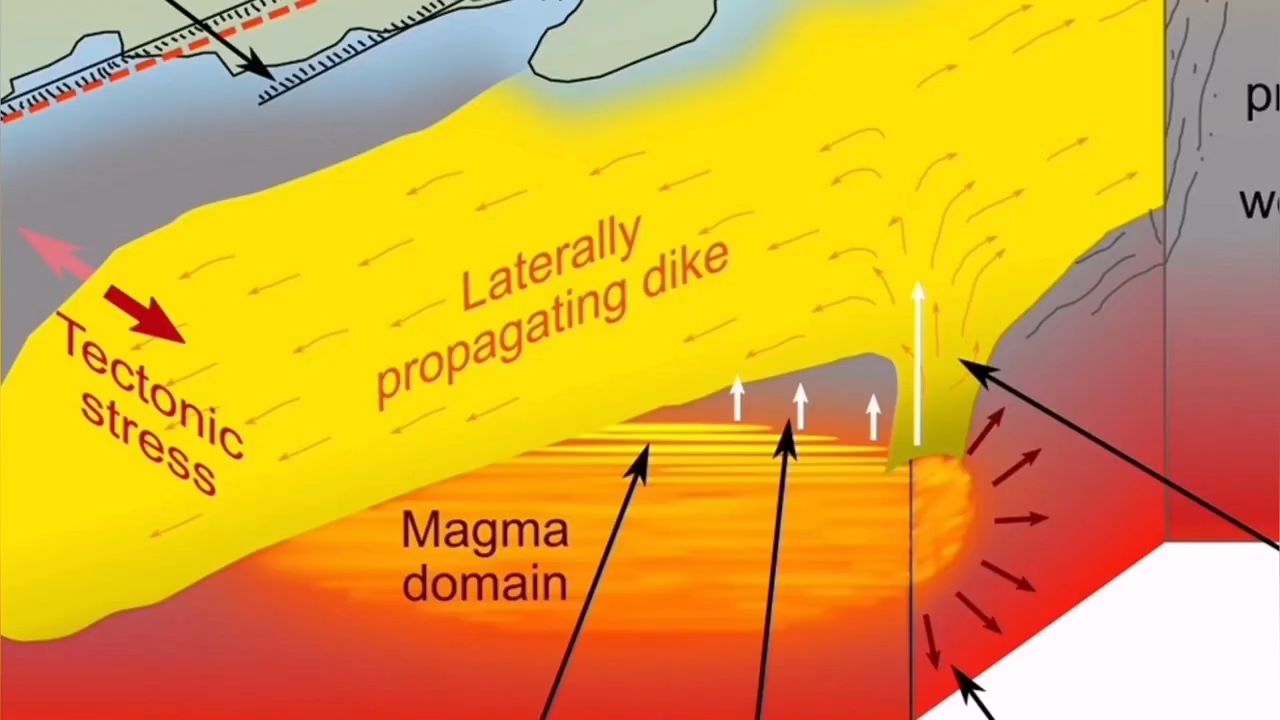 Laterally
propagating dike
Tectonic
stress
Magma
domain